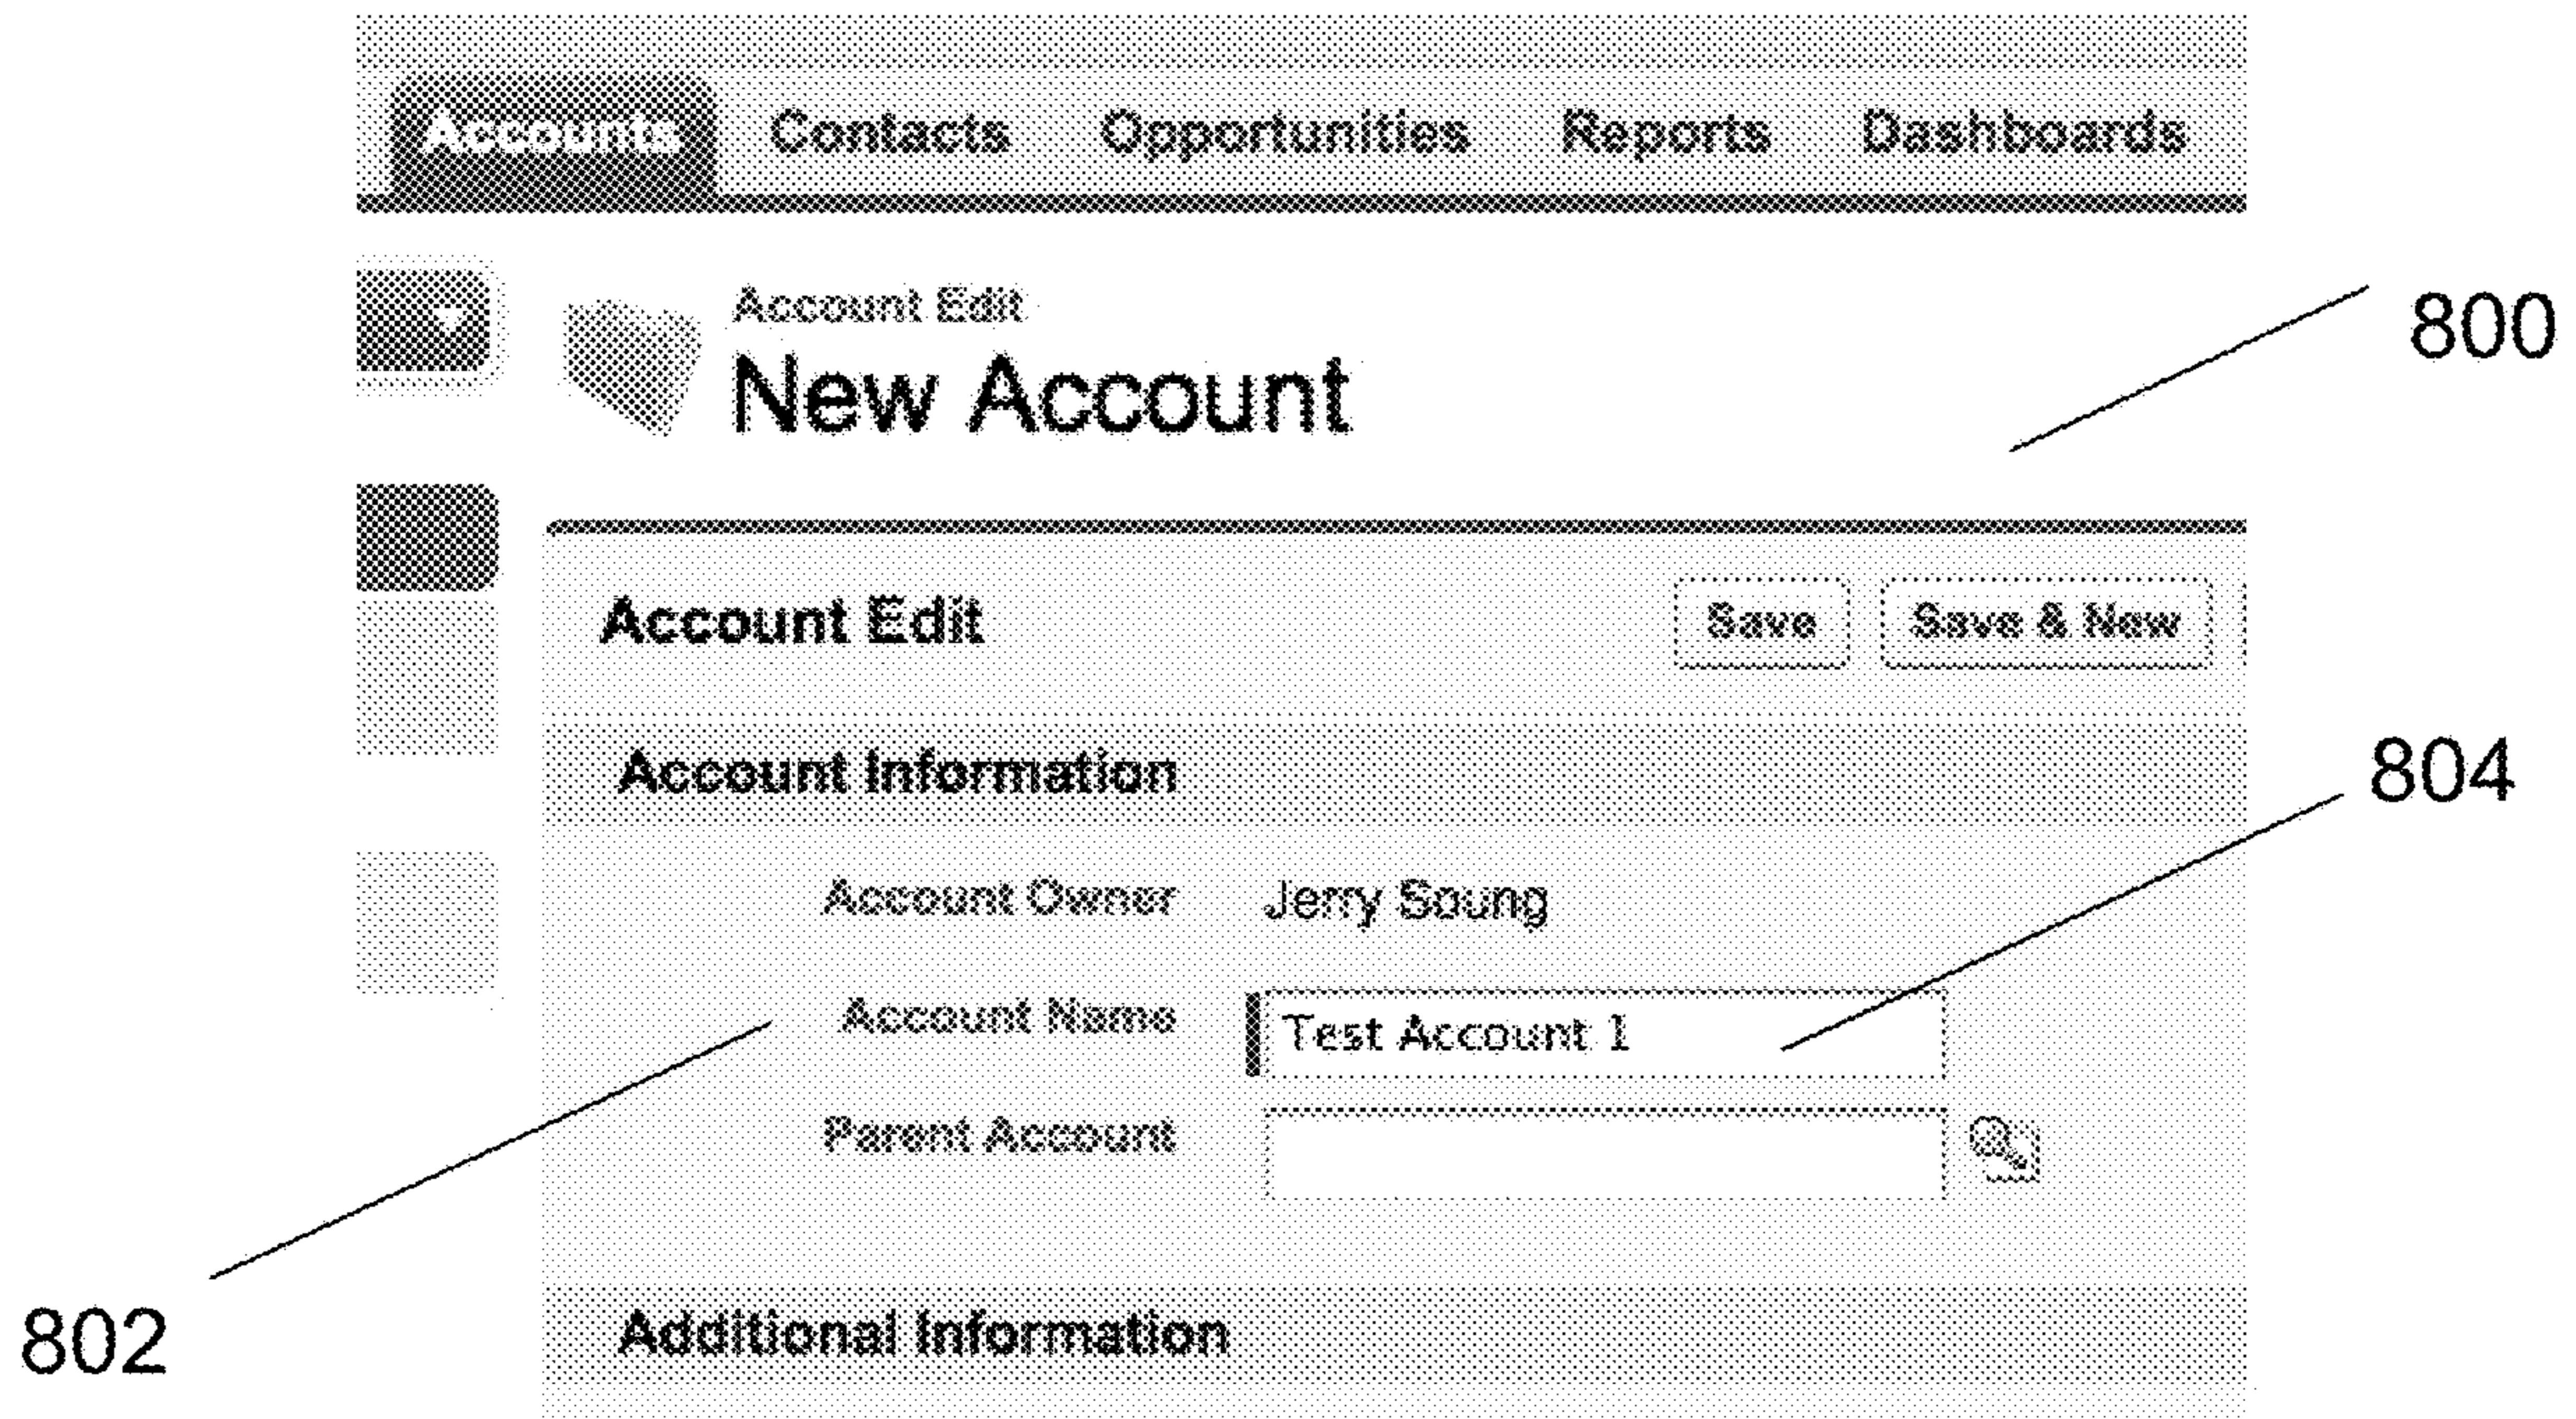 Accounts Contacts Opportunities Reports Dashboards
Account Edit
New Account
800
Account Edit Save Save & New
Account Information
804
Account Owner Jerry Soung
Account Name Test Account 1
Parent Account
802
Additional Information